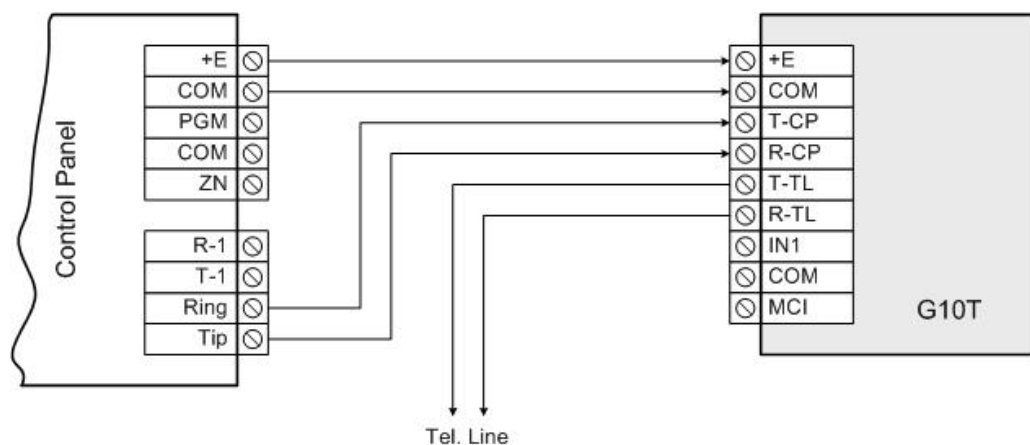 Control Panel
+E
COM
PGM
COM
ZN
R-1
T-1
Ring
Tip
+E
COM
T-CP
R-CP
T-TL
R-TL
IN1
COM
MCI
G10T
Tel. Line